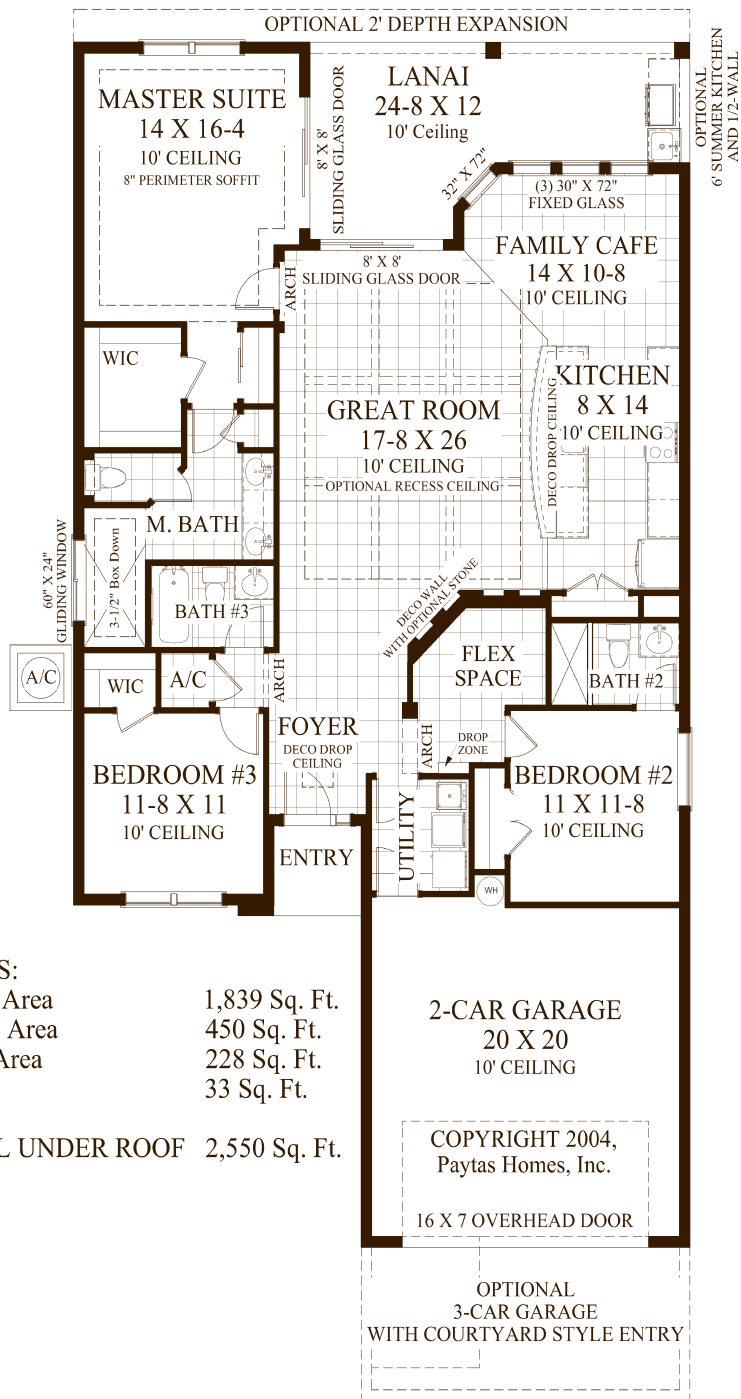 OPTIONAL 2' DEPTH EXPANSION
MASTER SUITE
14 X 16-4
10' CEILING
8" PERIMETER SOFFIT
8' X 8'
SLIDING GLASS DOOR
LANAI
24-8 X 12
10' Ceiling
OPTIONAL
6' SUMMER KITCHEN
AND 1/2-WALL
32" X 72"
(3) 30" X 72"
FIXED GLASS
8' X 8'
SLIDING GLASS DOOR
ARCH
FAMILY CAFE
14 X 10-8
10' CEILING
WIC
GREAT ROOM
17-8 X 26
10' CEILING
OPTIONAL RECESS CEILING
DECO DROP CEILING
KITCHEN
8 X 14
10' CEILING
M. BATH
60" X 24"
GLIDING WINDOW
3-1/2" Box Down
BATH #3
DECO WALL
WITH OPTIONAL STONE
FLEX
SPACE
BATH #2
A/C
WIC
A/C
ARCH
FOYER
DECO DROP
CEILING
ARCH
DROP
ZONE
BEDROOM #3
11-8 X 11
10' CEILING
BEDROOM #2
11 X 11-8
10' CEILING
UTILITY
ENTRY
WH
S:
Area 1,839 Sq. Ft.
Area 450 Sq. Ft.
Area 228 Sq. Ft.
33 Sq. Ft.
L UNDER ROOF 2,550 Sq. Ft.
2-CAR GARAGE
20 X 20
10' CEILING
COPYRIGHT 2004,
Paytas Homes, Inc.
16 X 7 OVERHEAD DOOR
OPTIONAL
3-CAR GARAGE
WITH COURTYARD STYLE ENTRY